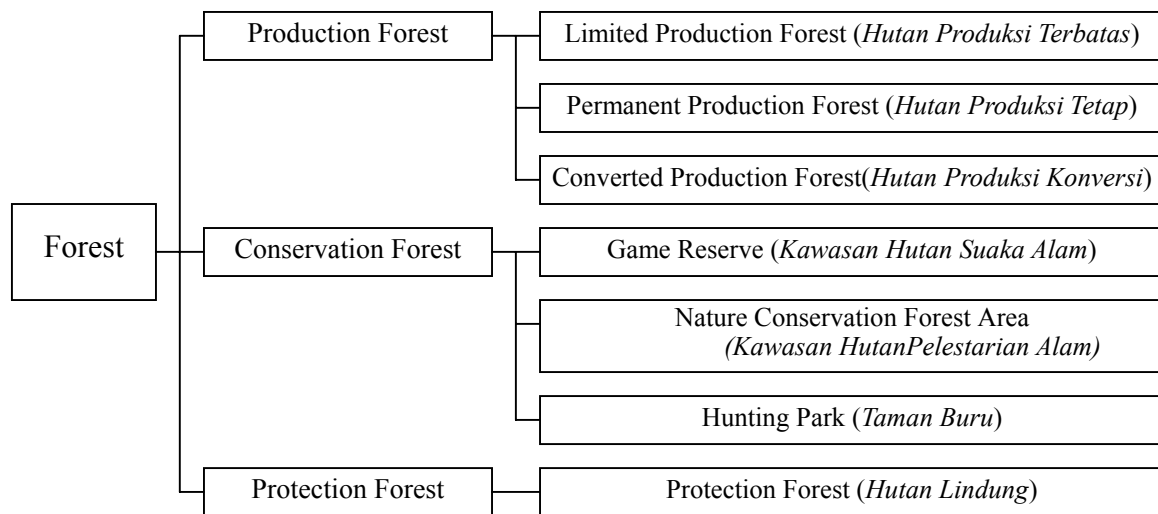 Forest
Production Forest
Limited Production Forest (Hutan Produksi Terbatas)
Permanent Production Forest (Hutan Produksi Tetap)
Converted Production Forest(Hutan Produksi Konversi)
Conservation Forest
Game Reserve (Kawasan Hutan Suaka Alam)
Nature Conservation Forest Area
(Kawasan HutanPelestarian Alam)
Hunting Park (Taman Buru)
Protection Forest
Protection Forest (Hutan Lindung)